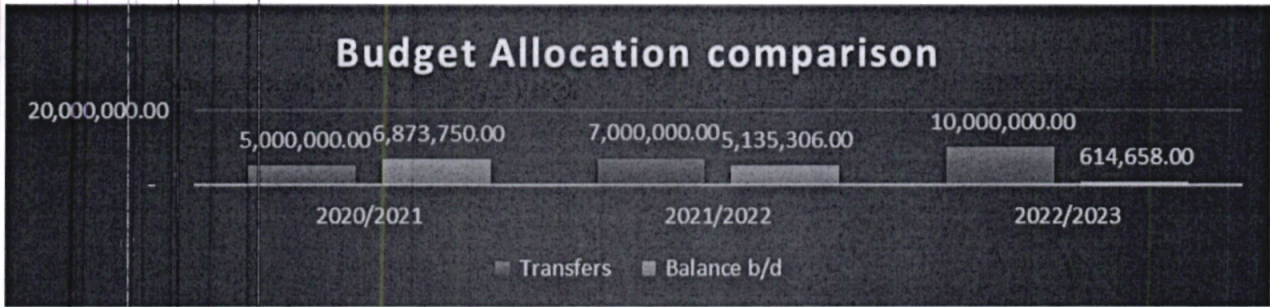 Budget Allocation comparison
20,000,000.00
5,000,000.00 6,873,750.00 7,000,000.00 5,135,306.00 10,000,000.00 614,658.00
-
2020/2021 2021/2022 2022/2023
Transfers Balance b/d